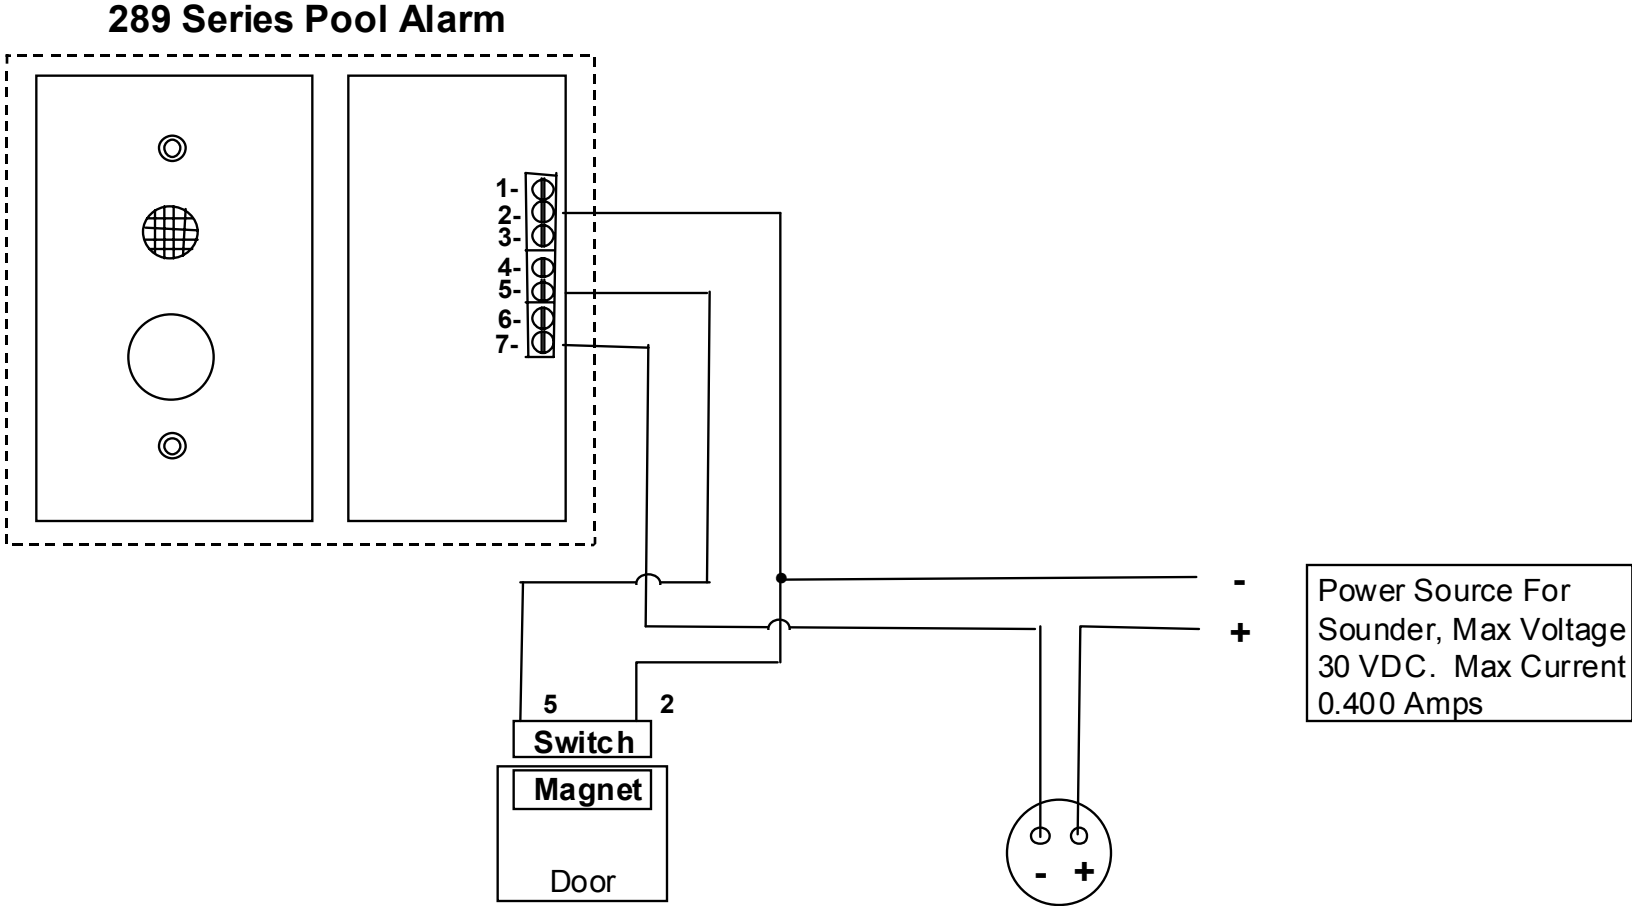 289 Series Pool Alarm
1-
2-
3-
4-
5-
6-
7-
-
+
Power Source For
Sounder, Max Voltage
30 VDC. Max Current
0.400 Amps
5 2
Switch
Magnet
Door
- +